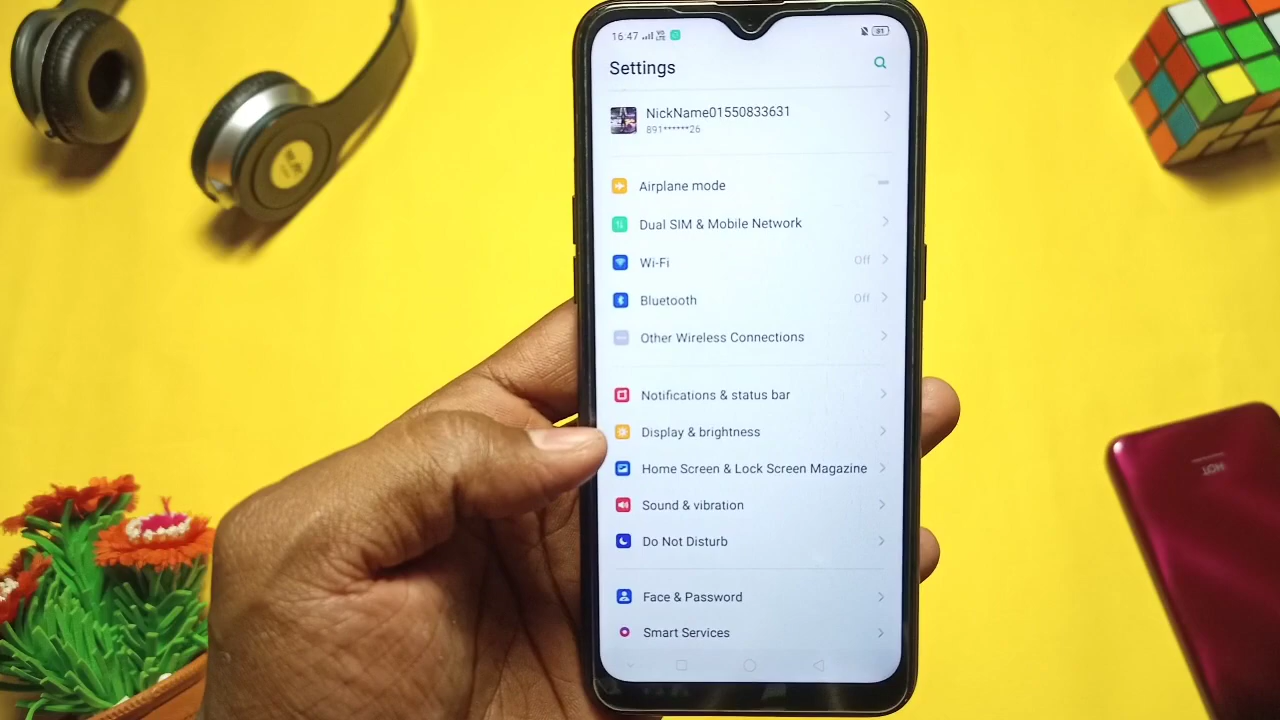 16:47
91
Settings
NickName01550833631
891******26
Airplane mode
Dual SIM & Mobile Network
Wi-Fi Off
Bluetooth Off
Other Wireless Connections
Notifications & status bar
Display & brightness
Home Screen & Lock Screen Magazine
Sound & vibration
Do Not Disturb
Face & Password
Smart Services
HOT